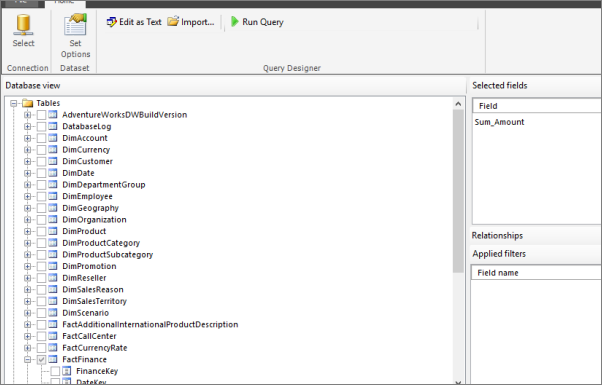 File Home
Edit as Text Import... Run Query
Select Set Options
Connection Dataset Query Designer
Database view
Tables
AdventureWorksDWBuildVersion
DatabaseLog
DimAccount
DimCurrency
DimCustomer
DimDate
DimDepartmentGroup
DimEmployee
DimGeography
DimOrganization
DimProduct
DimProductCategory
DimProductSubcategory
DimPromotion
DimReseller
DimSalesReason
DimSalesTerritory
DimScenario
FactAdditionalInternationalProductDescription
FactCallCenter
FactCurrencyRate
FactFinance
FinanceKey
DateKey
Selected fields
Field
Sum_Amount
Relationships
Applied filters
Field name